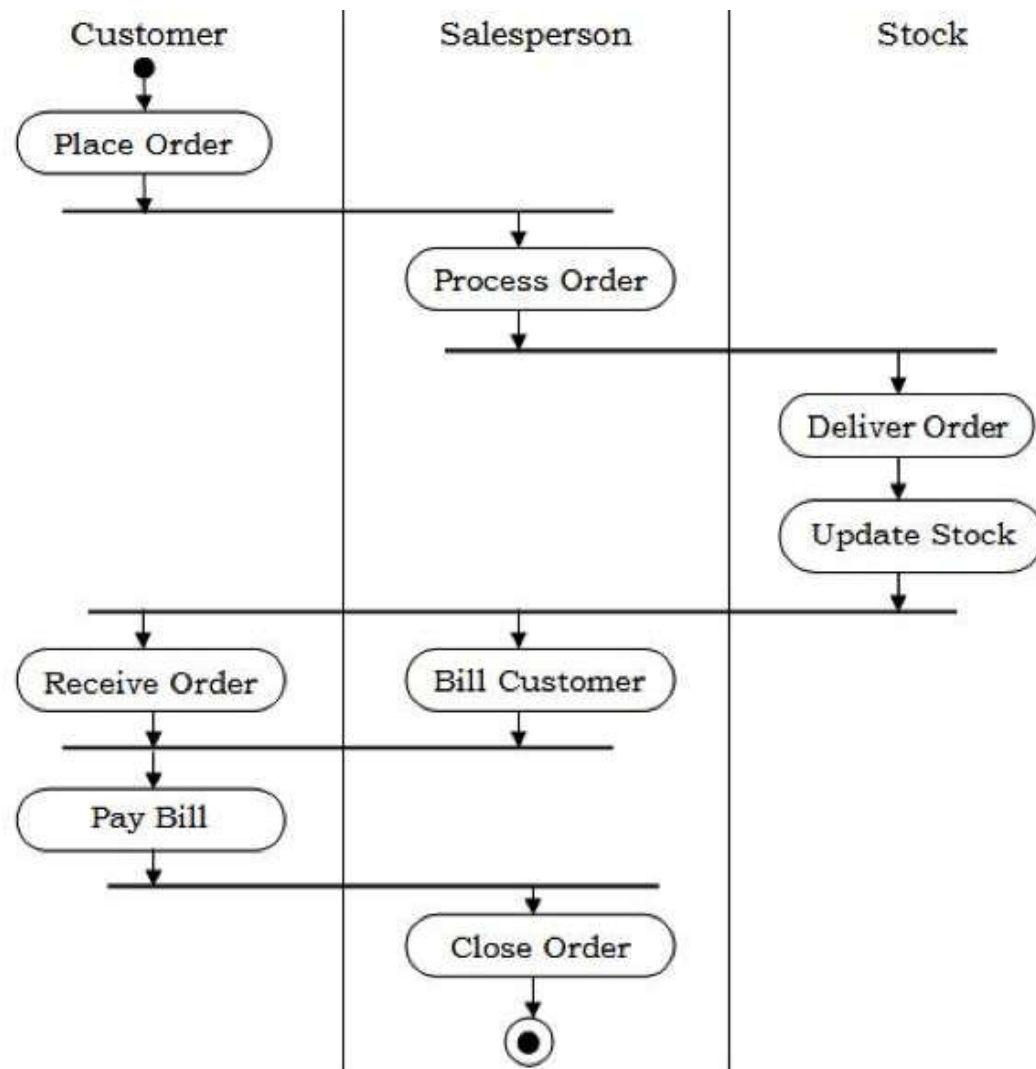 Customer
Salesperson
Stock
Place Order
Process Order
Deliver Order
Update Stock
Receive Order
Bill Customer
Pay Bill
Close Order